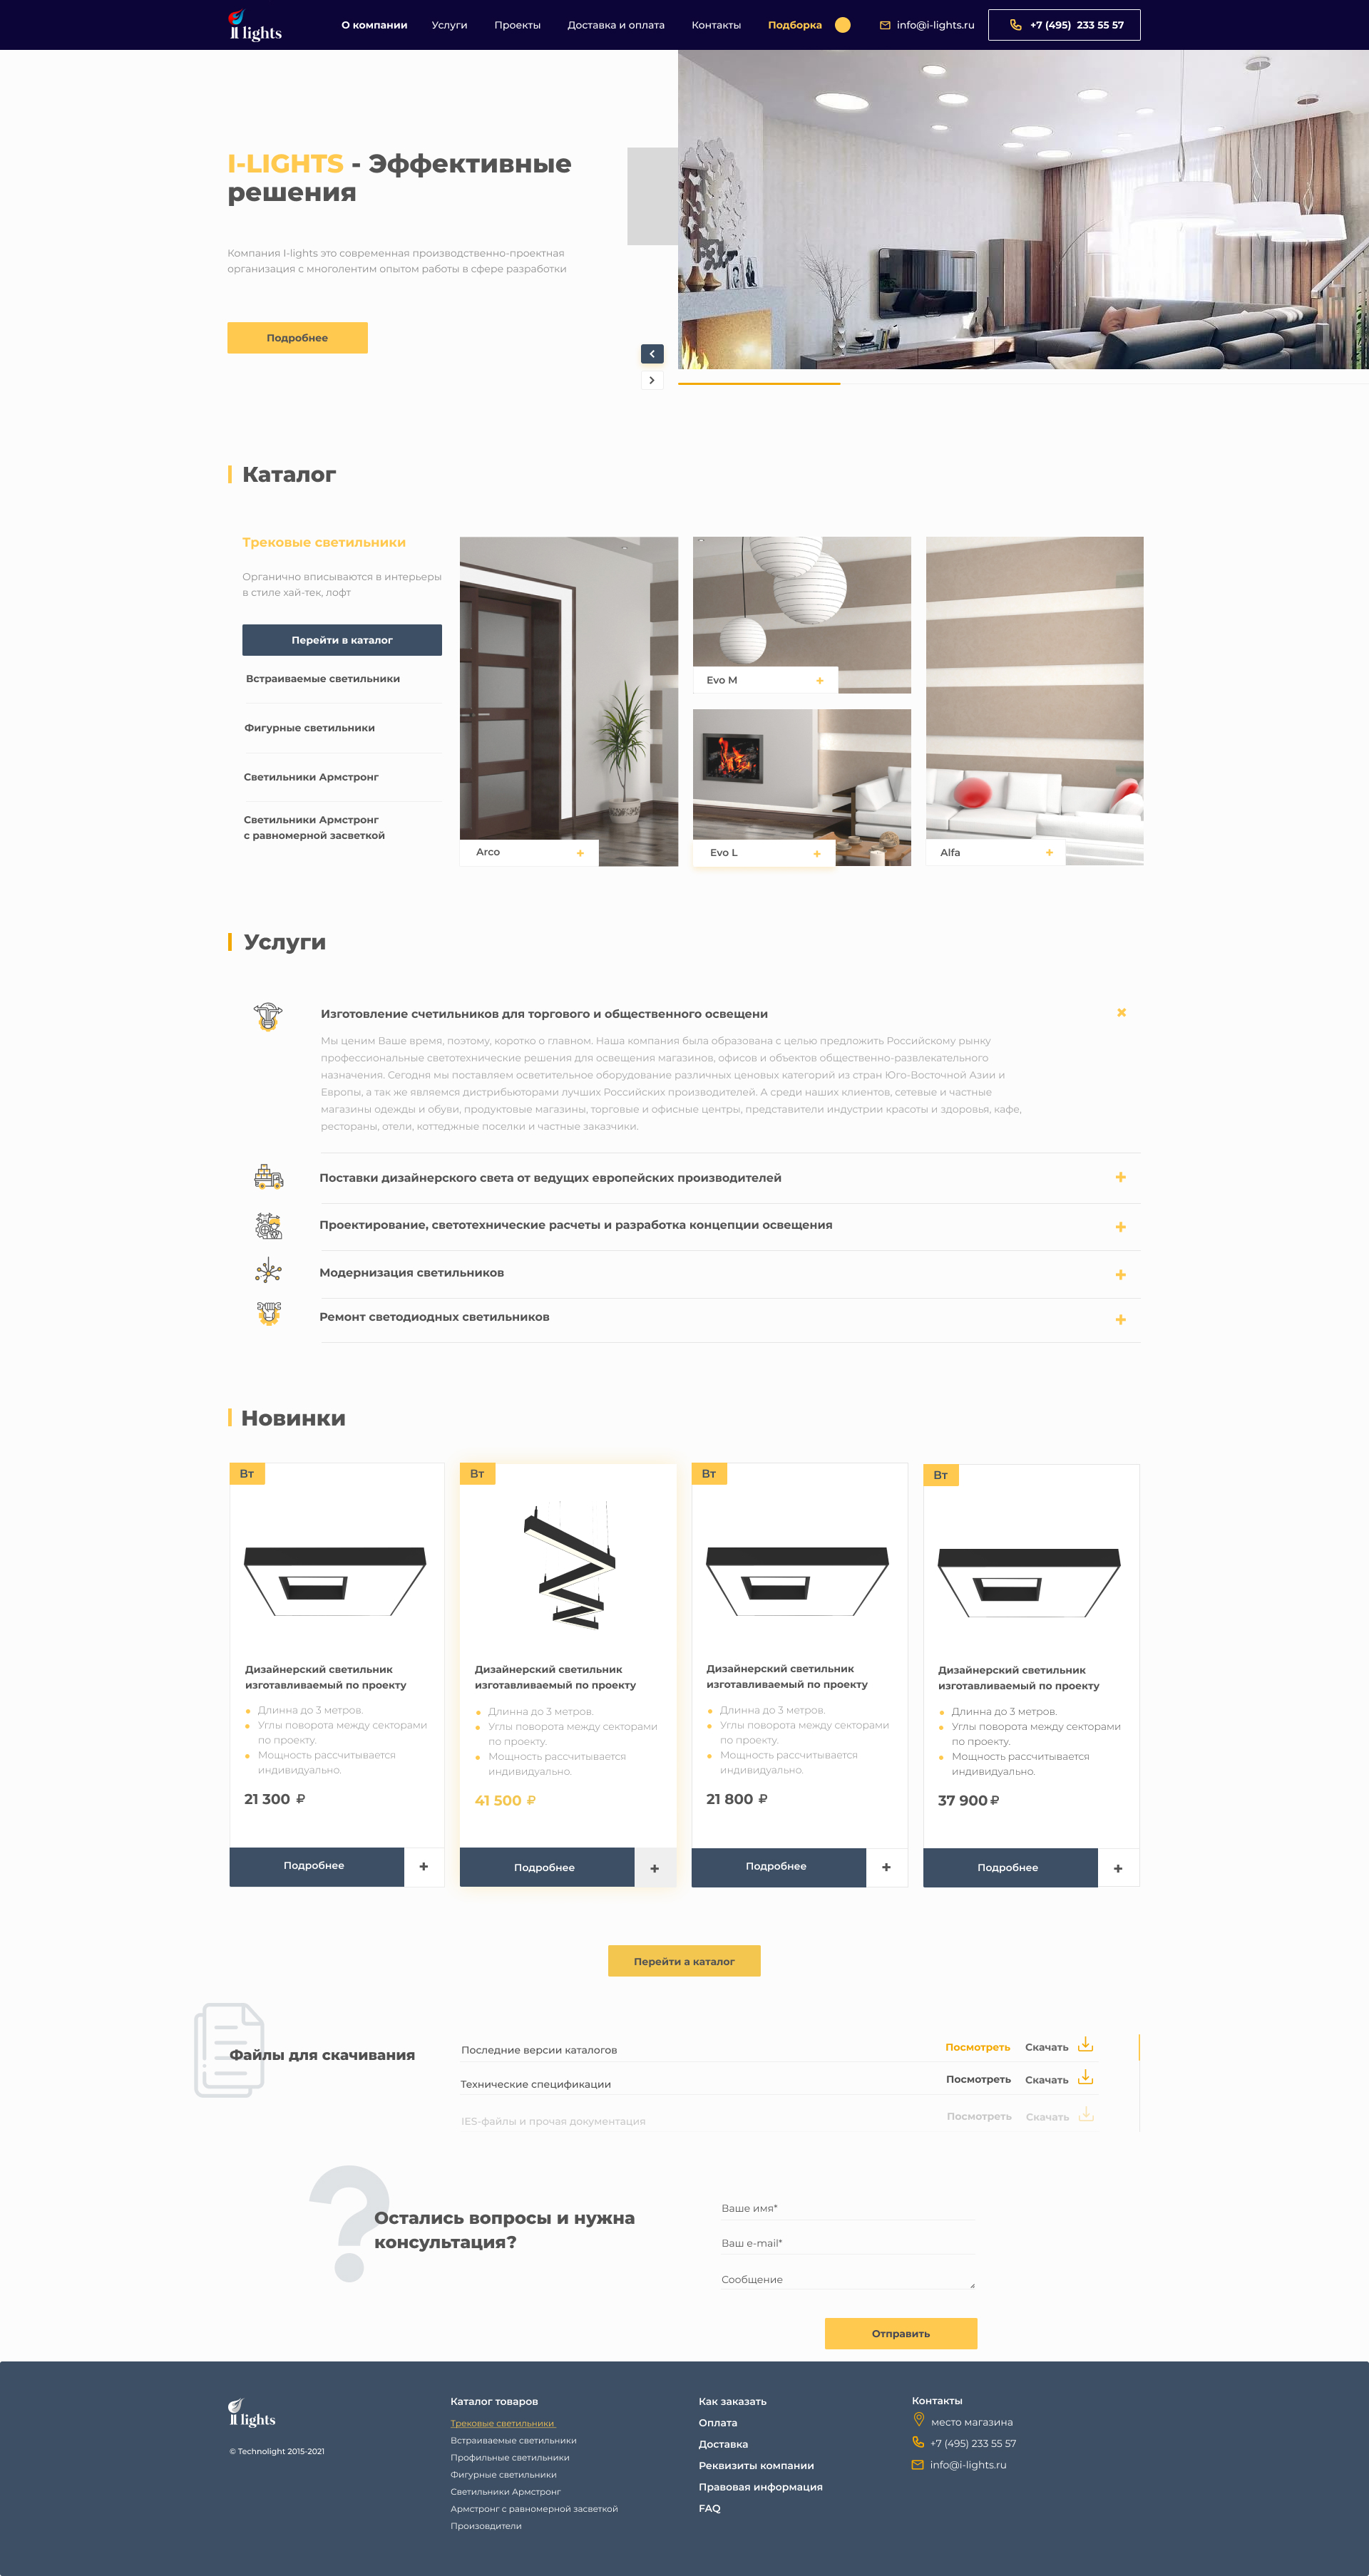 lights
О компании
Услуги
Проекты
Доставка и оплата
Контакты
Подборка
info@i-lights.ru
+7 (495) 233 55 57
I-LIGHTS - Эффективные
решения
Компания I-lights это современная производственно-проектная
организация с многолентим опытом работы в сфере разработки
Подробнее
Каталог
Трековые светильники
Органично вписываются в интерьеры
в стиле хай-тек, лофт
Перейти в каталог
Встраиваемые светильники
Фигурные светильники
Светильники Армстронг
Светильники Армстронг
с равномерной засветкой
Arco
Evo M
Evo L
Alfa
Услуги
Изготовление счетильников для торгового и общественного освещени
Мы ценим Ваше время, поэтому, коротко о главном. Наша компания была образована с целью предложить Российскому рынку
профессиональные светотехнические решения для освещения магазинов, офисов и объектов общественно-развлекательного
назначения. Сегодня мы поставляем осветительное оборудование различных ценовых категорий из стран Юго-Восточной Азии и
Европы, а так же являемся дистрибьюторами лучших Российских производителей. А среди наших клиентов, сетевые и частные
магазины одежды и обуви, продуктовые магазины, торговые и офисные центры, представители индустрии красоты и здоровья, кафе,
рестораны, отели, коттеджные поселки и частные заказчики.
Поставки дизайнерского света от ведущих европейских производителей
Проектирование, светотехнические расчеты и разработка концепции освещения
Модернизация светильников
Ремонт светодиодных светильников
Новинки
Вт
Дизайнерский светильник
изготавливаемый по проекту
Длинна до 3 метров.
Углы поворота между секторами
по проекту.
Мощность рассчитывается
индивидуально.
21 300 ₽
Подробнее
+
Вт
Дизайнерский светильник
изготавливаемый по проекту
Длинна до 3 метров.
Углы поворота между секторами
по проекту.
Мощность рассчитывается
индивидуально.
41 500 ₽
Подробнее
+
Вт
Дизайнерский светильник
изготавливаемый по проекту
Длинна до 3 метров.
Углы поворота между секторами
по проекту.
Мощность рассчитывается
индивидуально.
21 800 ₽
Подробнее
+
Вт
Дизайнерский светильник
изготавливаемый по проекту
Длинна до 3 метров.
Углы поворота между секторами
по проекту.
Мощность рассчитывается
индивидуально.
37 900 ₽
Подробнее
+
Перейти а каталог
Файлы для скачивания
Последние версии каталогов
Посмотреть
Скачать
Технические спецификации
Посмотреть
Скачать
IES-файлы и прочая документация
Посмотреть
Скачать
?
Остались вопросы и нужна
консультация?
Ваше имя*
Ваш e-mail*
Сообщение
Отправить
lights
© Technolight 2015-2021
Каталог товаров
Трековые светильники
Встраиваемые светильники
Профильные светильники
Фигурные светильники
Светильники Армстронг
Армстронг с равномерной засветкой
Произовдители
Как заказать
Оплата
Доставка
Реквизиты компании
Правовая информация
FAQ
Контакты
место магазина
+7 (495) 233 55 57
info@i-lights.ru